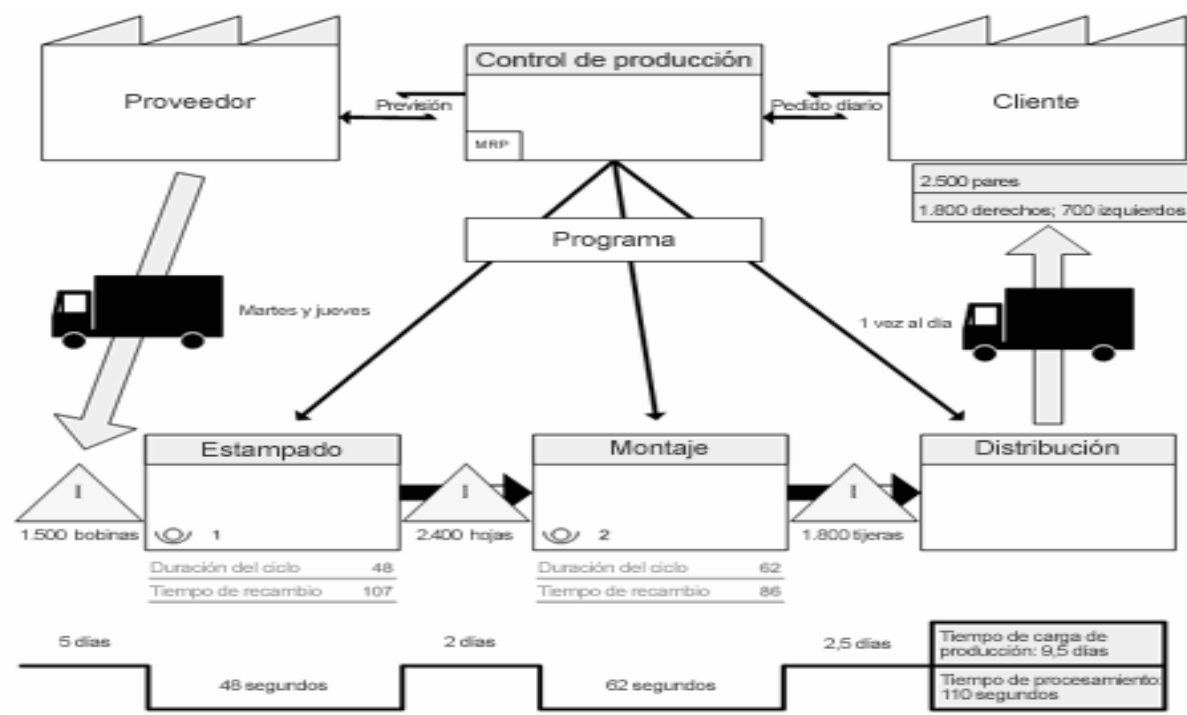 Proveedor
Previsión
Control de producción
MRP
Pedido diario
Cliente
2.500 pares
1.800 derechos; 700 izquierdos
Programa
Martes y jueves
1 vez al día
Estampado
Montaje
Distribución
I
I
I
1.500 bobinas
1
2.400 hojas
2
1.800 tijeras
Duración del ciclo 48
Tiempo de recambio 107
Duración del ciclo 62
Tiempo de recambio 86
5 días
2 días
2,5 días
48 segundos
62 segundos
Tiempo de carga de
producción: 9,5 días
Tiempo de procesamiento:
110 segundos